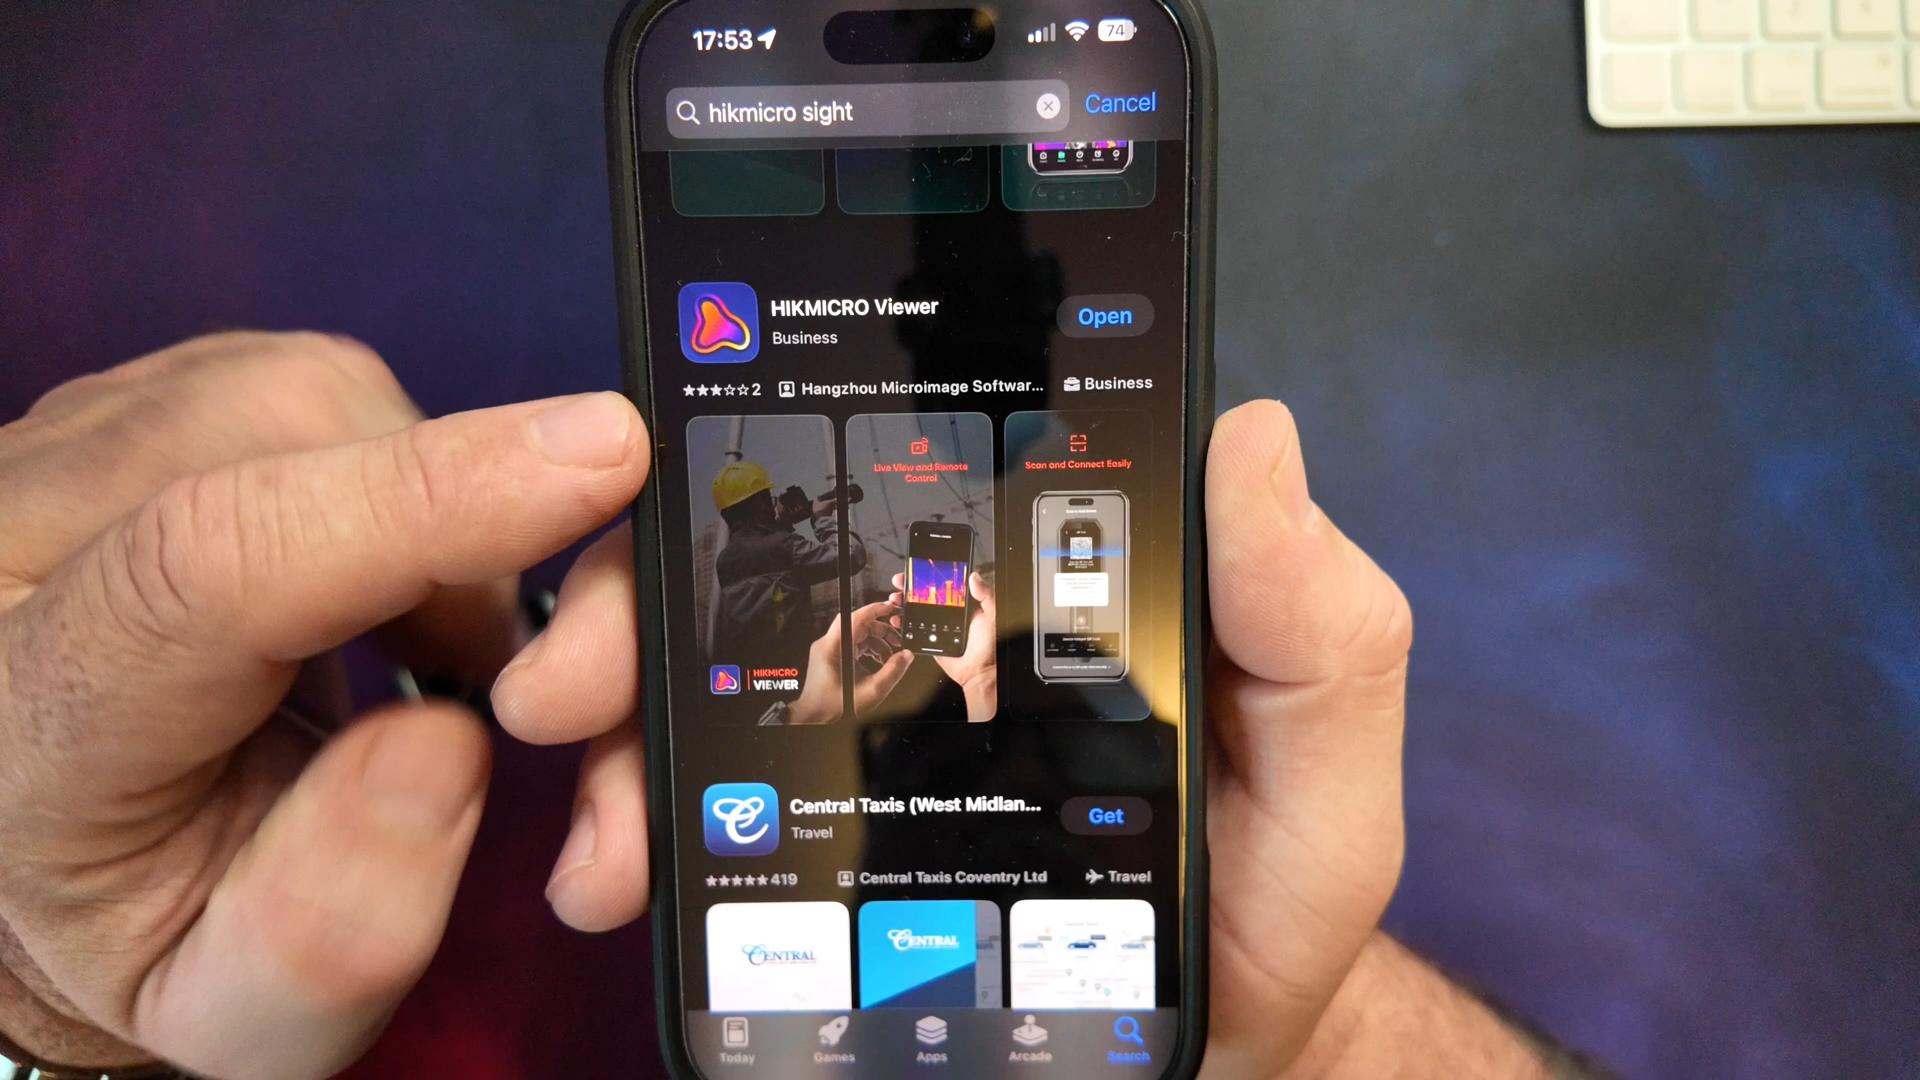 17:53
74
hikmicro sight
Cancel
HIKMICRO Viewer
Business
Open
2
Hangzhou Microimage Softwar...
Business
Live View and Remote
Control
Scan and Connect Easily
HIKMICRO
VIEWER
Central Taxis (West Midlan...
Travel
Get
419
Central Taxis Coventry Ltd
Travel
CENTRAL
CENTRAL
Today
Games
Apps
Arcade
Search